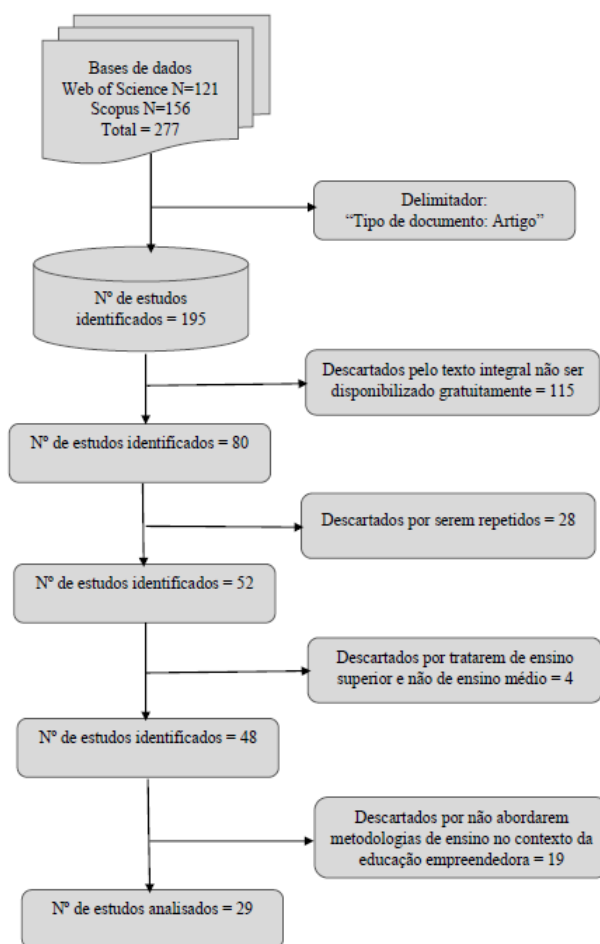 Bases de dados
Web of Science N=121
Scopus N=156
Total = 277
Delimitador:
“Tipo de documento: Artigo”
Nº de estudos
identificados = 195
Descartados pelo texto integral não ser
disponibilizado gratuitamente = 115
Nº de estudos identificados = 80
Descartados por serem repetidos = 28
Nº de estudos identificados = 52
Descartados por tratarem de ensino
superior e não de ensino médio = 4
Nº de estudos identificados = 48
Descartados por não abordarem
metodologias de ensino no contexto da
educação empreendedora = 19
Nº de estudos analisados = 29